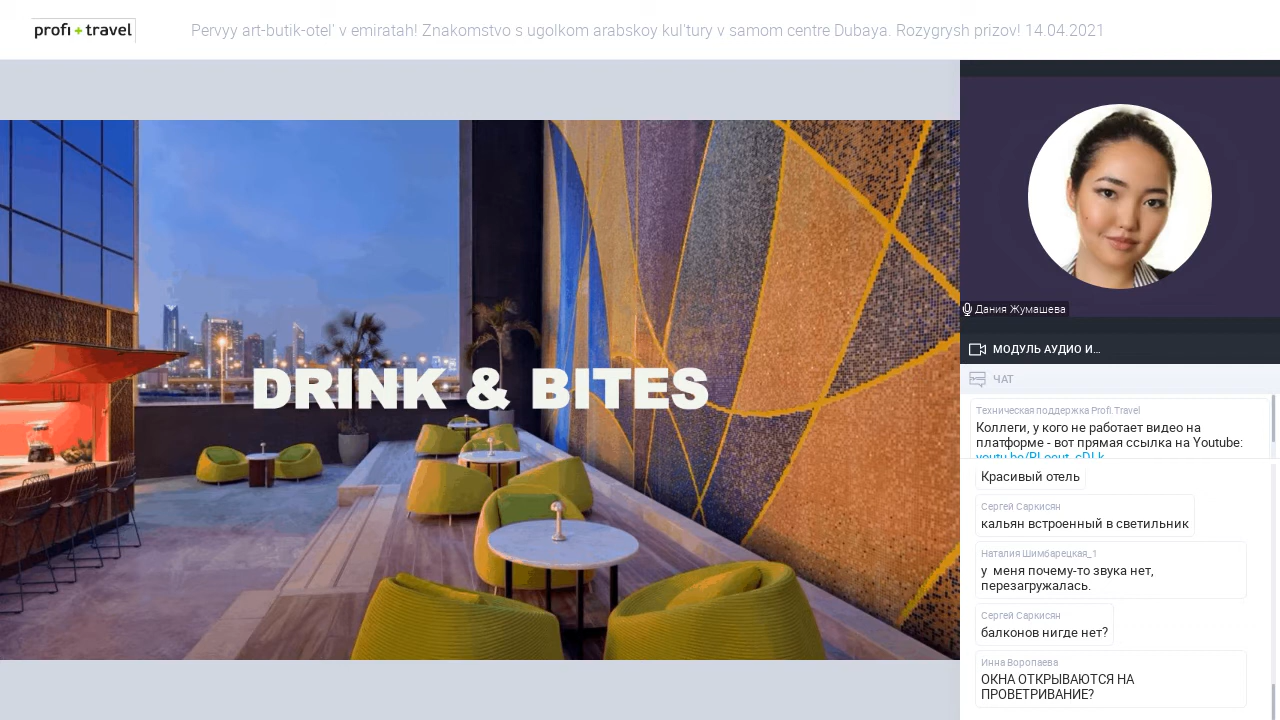 profi + travel
Pervyy art-butik-otel' v emiratah! Znakomstvo s ugolkom arabskoy kul'tury v samom centre Dubaya. Rozygrysh prizov! 14.04.2021
DRINK & BITES
Дания Жумашева
МОДУЛЬ АУДИО И...
ЧАТ
Техническая поддержка Profi.Travel
Коллеги, у кого не работает видео на
платформе - вот прямая ссылка на Youtube:
Красивый отель
Сергей Саркисян
кальян встроенный в светильник
Наталия Шимбарецкая_1
у меня почему-то звука нет,
перезагружалась.
Сергей Саркисян
балконов нигде нет?
Инна Воропаева
ОКНА ОТКРЫВАЮТСЯ НА
ПРОВЕТРИВАНИЕ?